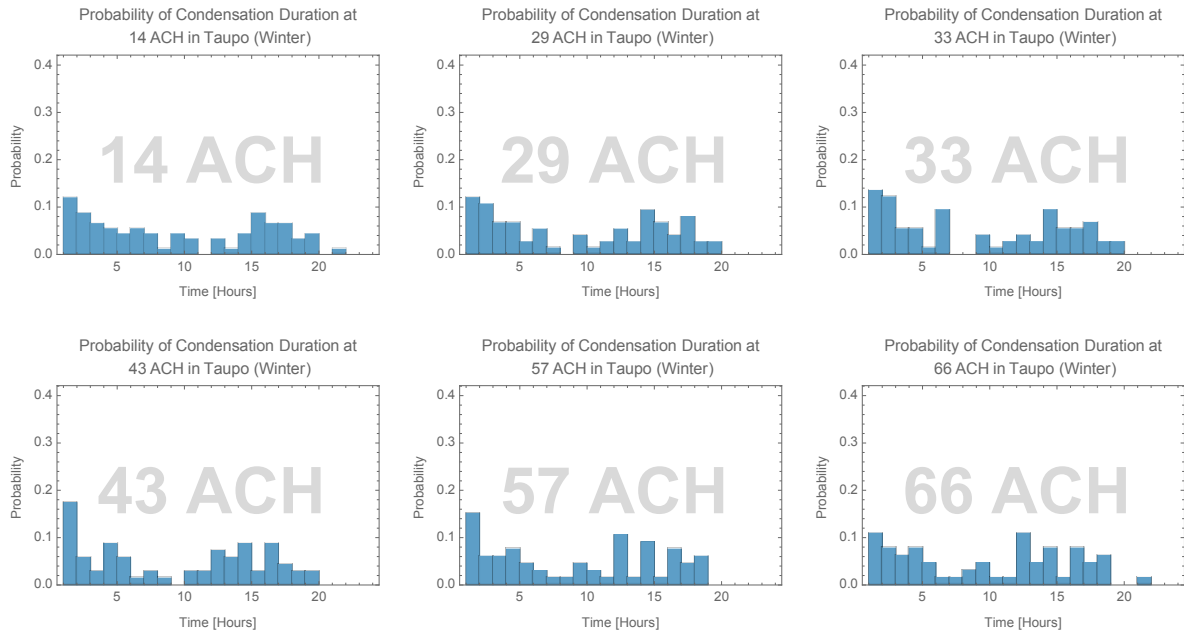 Probability of Condensation Duration at
14 ACH in Taupo (Winter)
0.4
0.3
0.2
0.1
0.0
Probability
14 ACH
5
10
15
20
Time [Hours]
Probability of Condensation Duration at
29 ACH in Taupo (Winter)
0.4
0.3
0.2
0.1
0.0
Probability
29 ACH
5
10
15
20
Time [Hours]
Probability of Condensation Duration at
33 ACH in Taupo (Winter)
0.4
0.3
0.2
0.1
0.0
Probability
33 ACH
5
10
15
20
Time [Hours]
Probability of Condensation Duration at
43 ACH in Taupo (Winter)
0.4
0.3
0.2
0.1
0.0
Probability
43 ACH
5
10
15
20
Time [Hours]
Probability of Condensation Duration at
57 ACH in Taupo (Winter)
0.4
0.3
0.2
0.1
0.0
Probability
57 ACH
5
10
15
20
Time [Hours]
Probability of Condensation Duration at
66 ACH in Taupo (Winter)
0.4
0.3
0.2
0.1
0.0
Probability
66 ACH
5
10
15
20
Time [Hours]